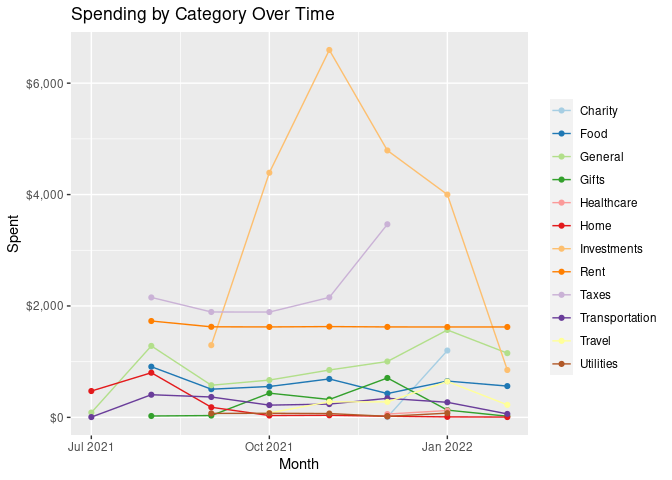 Spending by Category Over Time
$6,000
$4,000
$2,000
$0
Spent
Jul 2021
Oct 2021
Jan 2022
Month
Charity
Food
General
Gifts
Healthcare
Home
Investments
Rent
Taxes
Transportation
Travel
Utilities